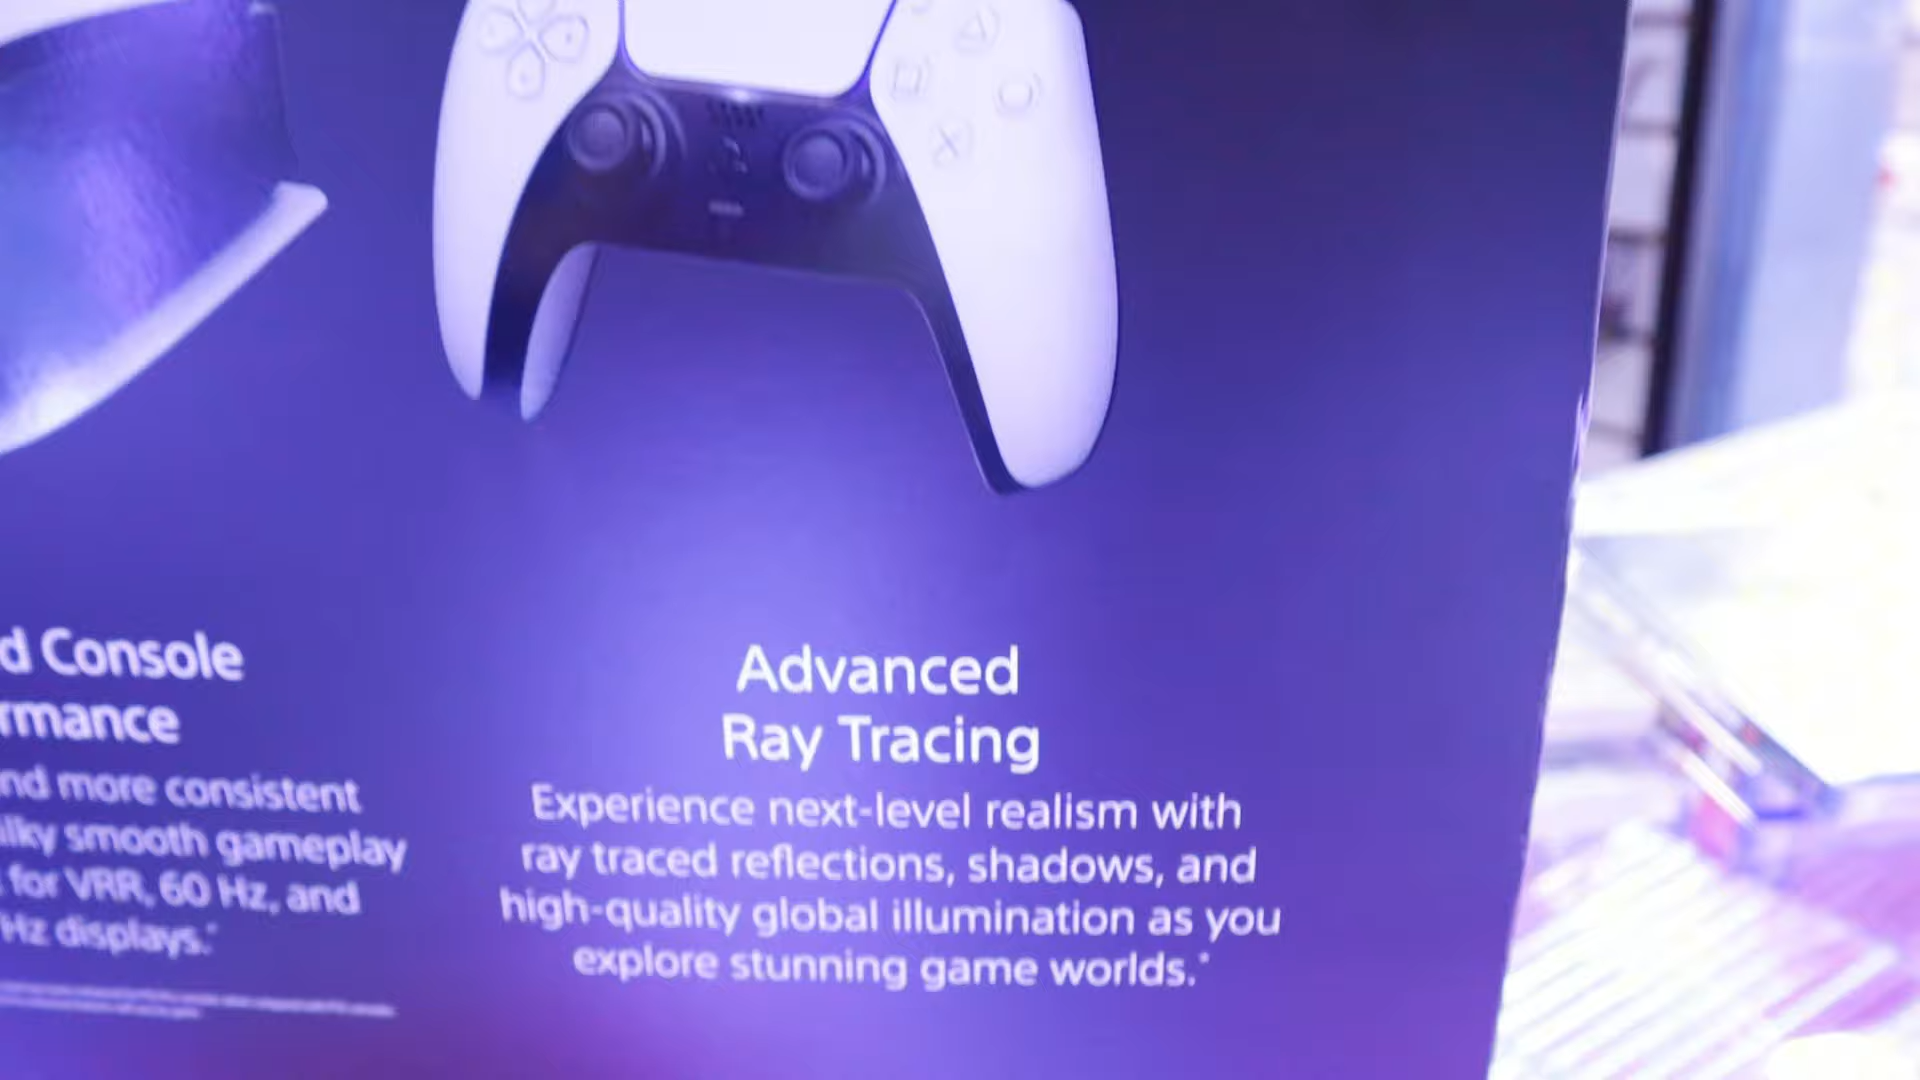 d Console
rmance
nd more consistent
ilky smooth gameplay
for VRR, 60 Hz, and
Hz displays.*
Advanced
Ray Tracing
Experience next-level realism with
ray traced reflections, shadows, and
high-quality global illumination as you
explore stunning game worlds.*